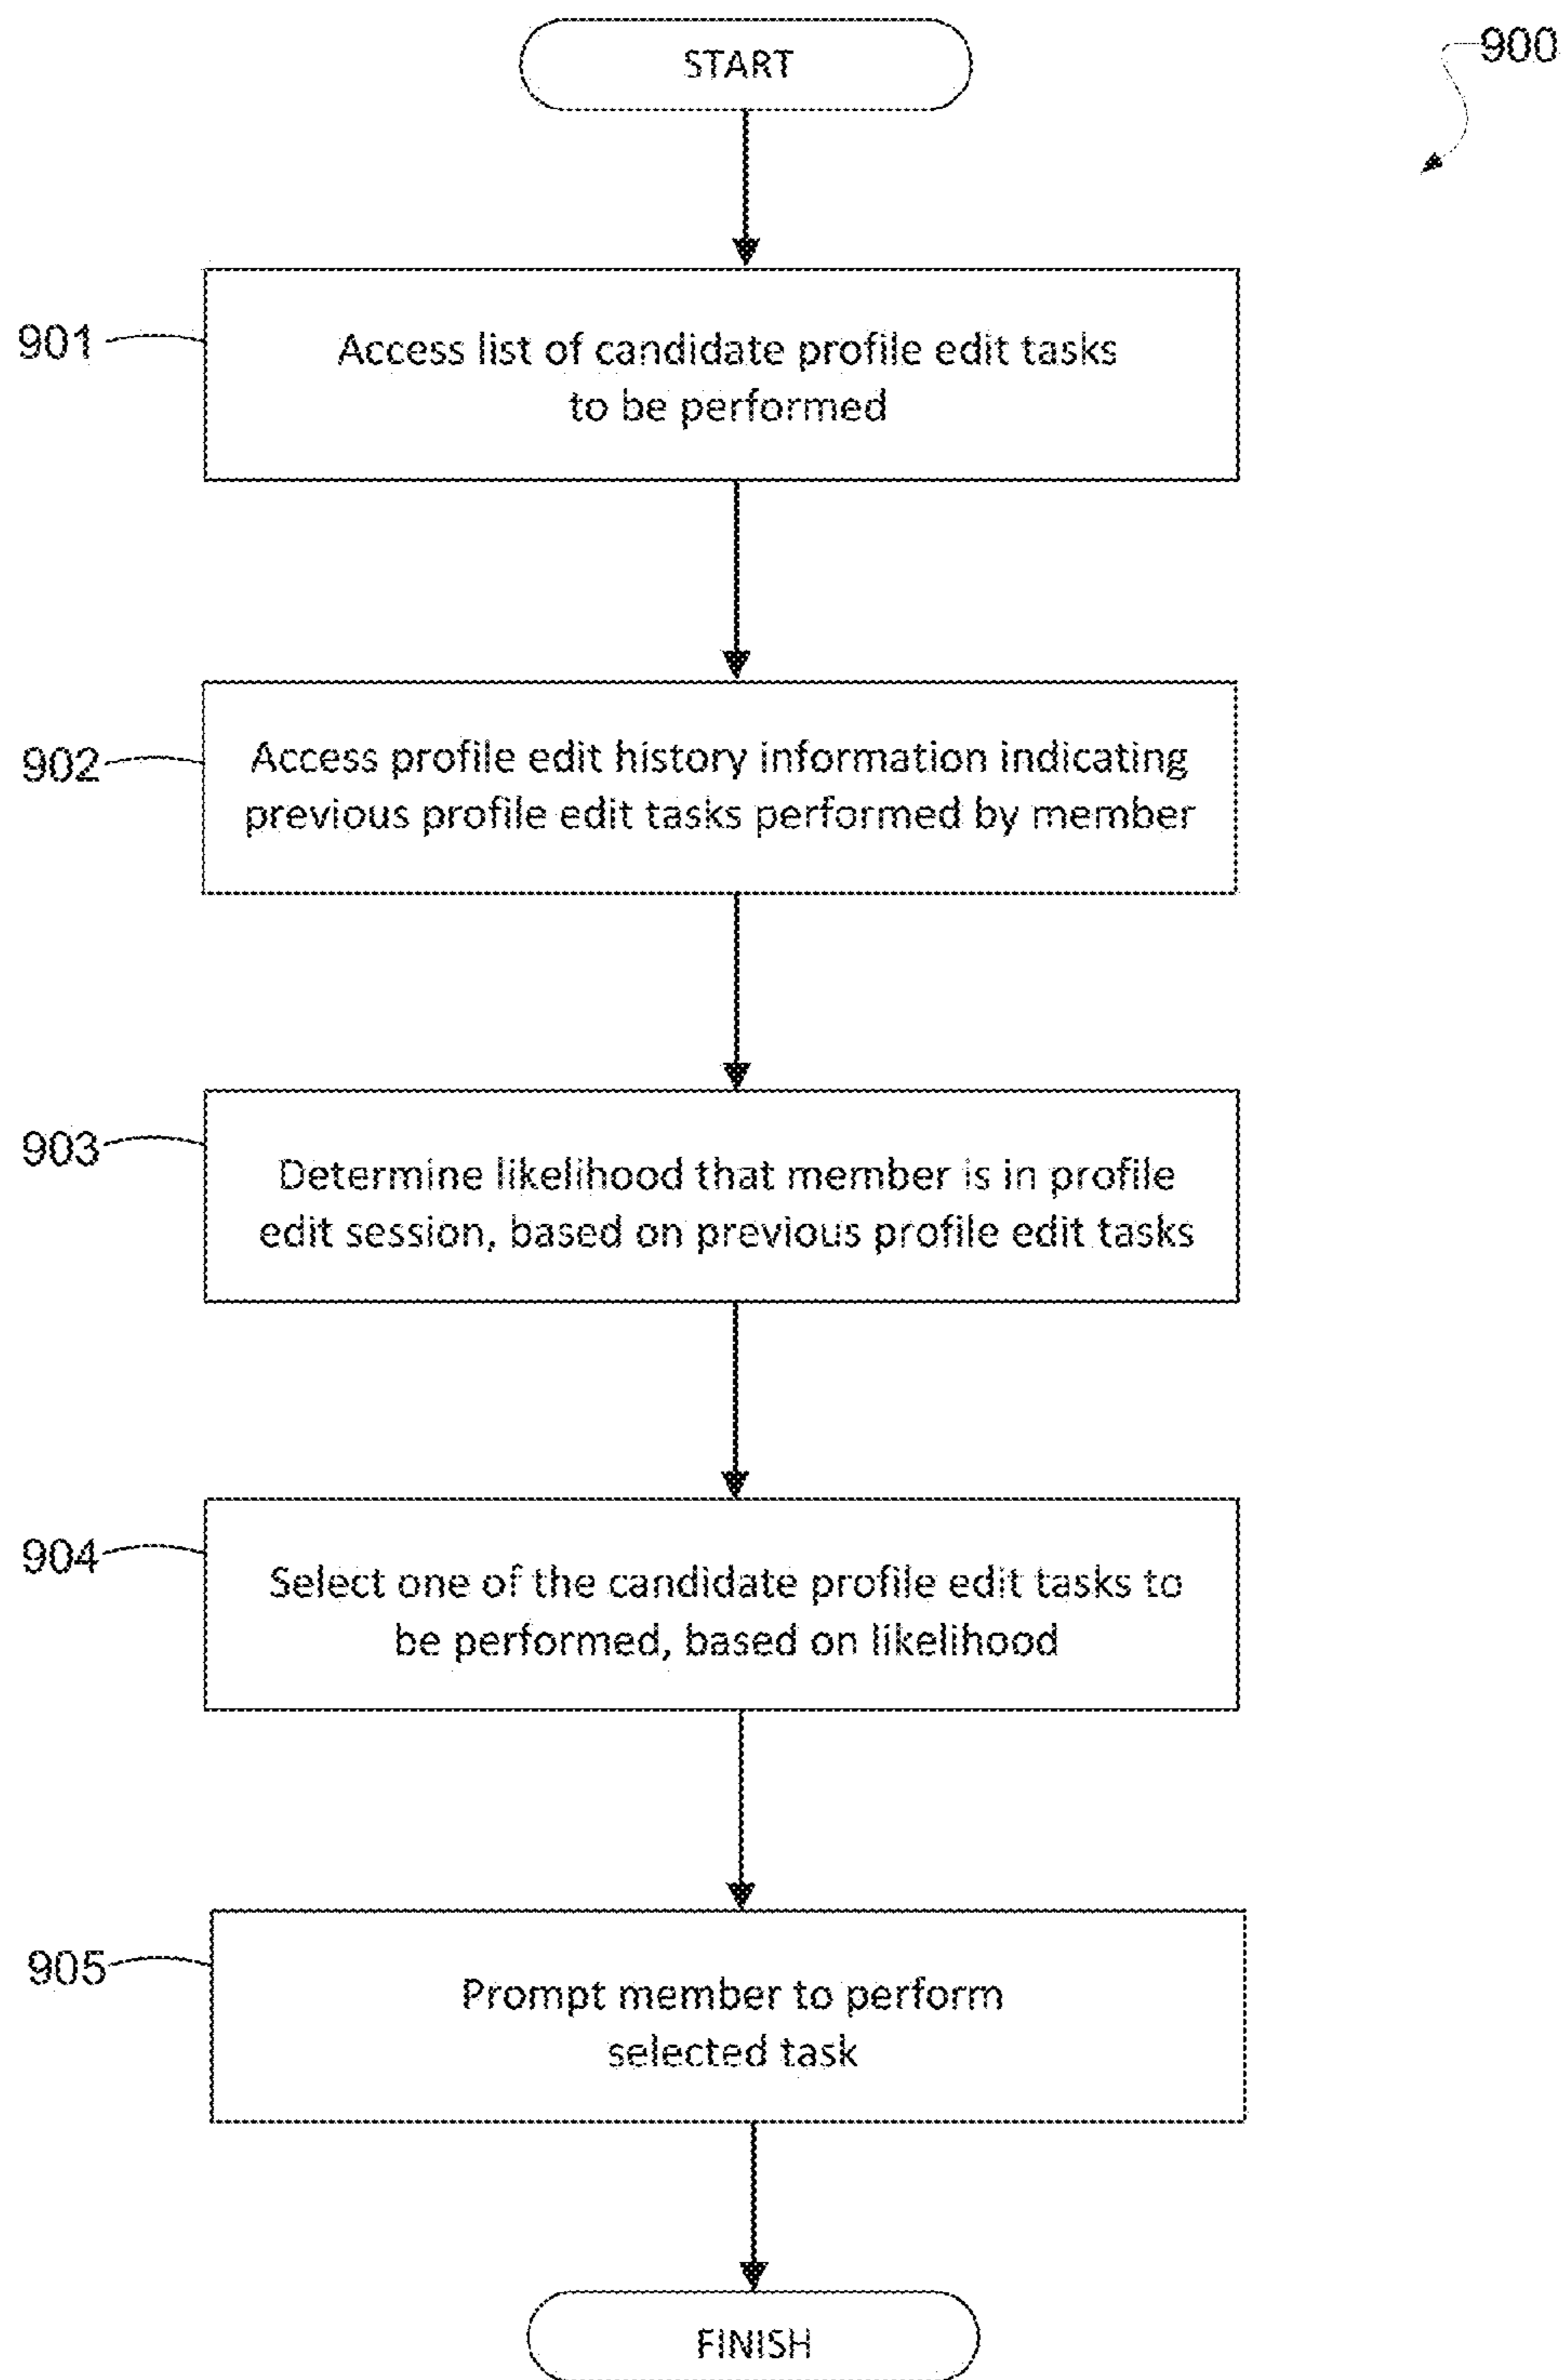 START
900
901
Access list of candidate profile edit tasks
to be performed
902
Access profile edit history information indicating
previous profile edit tasks performed by member
903
Determine likelihood that member is in profile
edit session, based on previous profile edit tasks
904
Select one of the candidate profile edit tasks to
be performed, based on likelihood
905
Prompt member to perform
selected task
FINISH